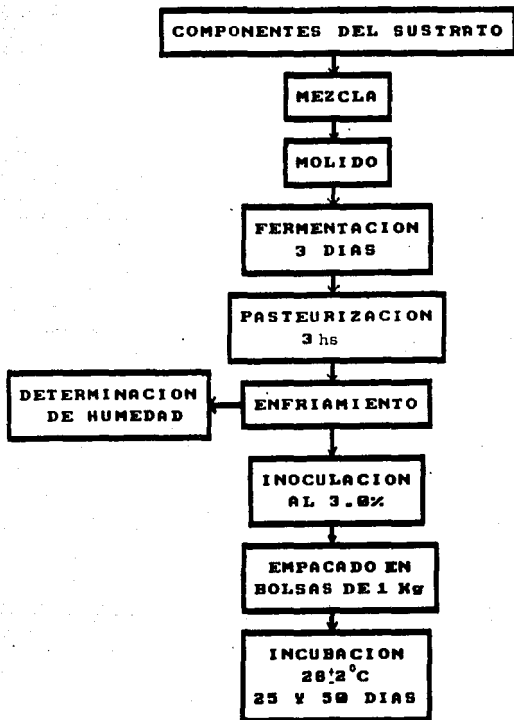 COMPONENTES DEL SUSTRATO
MEZCLA
MOLIDO
FERMENTACION
3 DIAS
PASTEURIZACION
3 hs
DETERMINACION
DE HUMEDAD
ENFRIAMIENTO
INOCULACION
AL 3.0%
EMPACADO EN
BOLSAS DE 1 Kg
INCUBACION
28±2°C
25 Y 50 DIAS